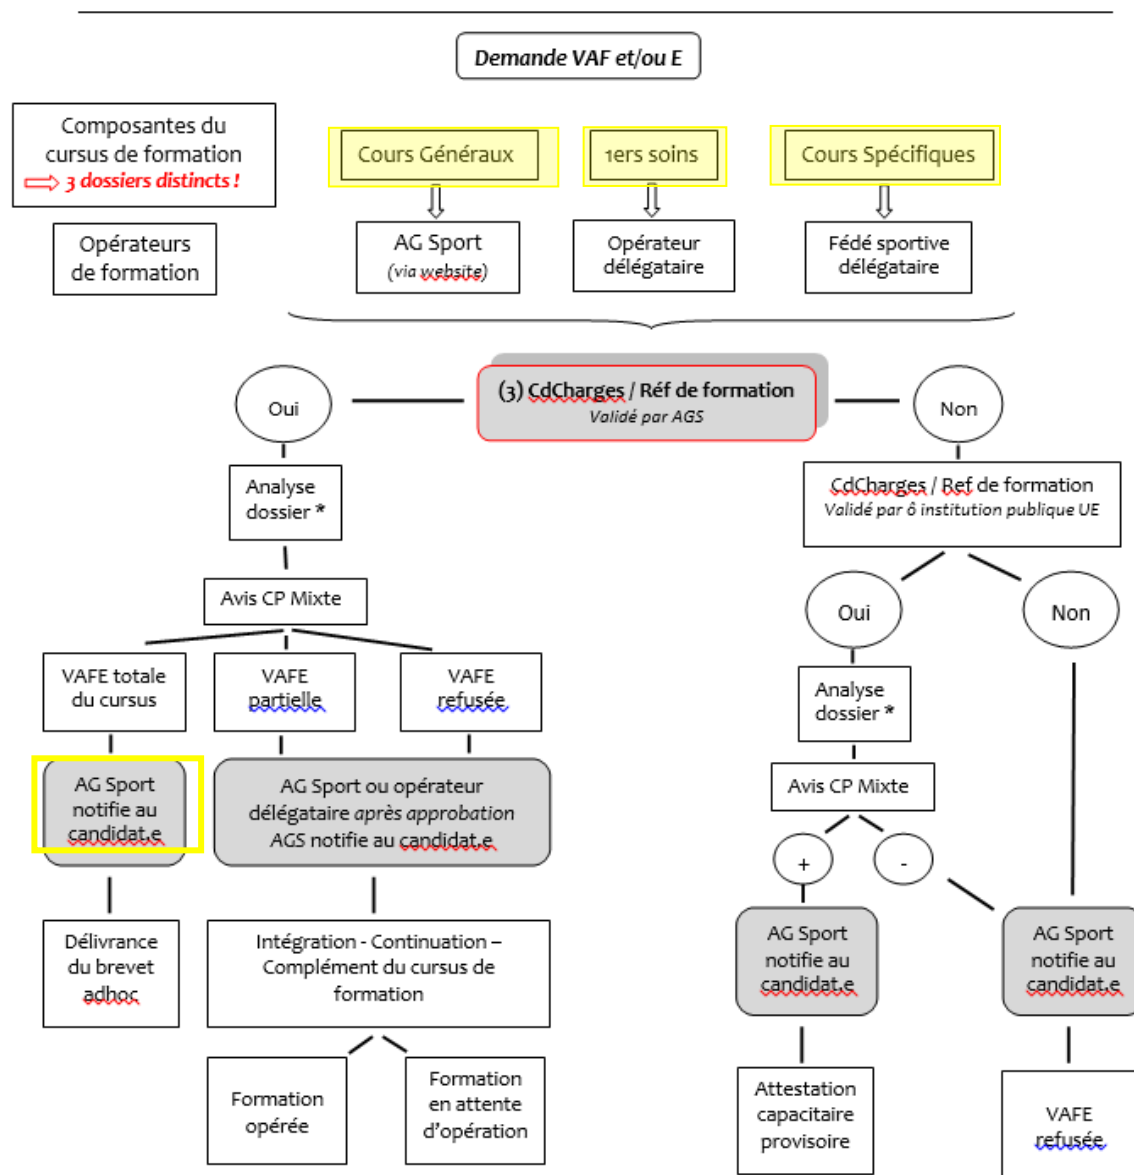 Demande VAF et/ou E
Composantes du
cursus de formation
3 dossiers distincts !
Cours Généraux
1ers soins
Cours Spécifiques
Opérateurs
de formation
AG Sport
(via website)
Opérateur
délégataire
Fédé sportive
délégataire
(3) CdCharges / Réf de formation
Validé par AGS
Oui
Non
Analyse
dossier *
CdCharges / Ref de formation
Validé par ô institution publique UE
Avis CP Mixte
Oui
Non
VAFE totale
du cursus
VAFE
partielle
VAFE
refusée
Analyse
dossier *
AG Sport
notifie au
candidat.e
AG Sport ou opérateur
délégataire après approbation
AGS notifie au candidat.e
Avis CP Mixte
+
-
Délivrance
du brevet
adhoc
Intégration - Continuation –
Complément du cursus de
formation
AG Sport
notifie au
candidat.e
AG Sport
notifie au
candidat.e
Formation
opérée
Formation
en attente
d'opération
Attestation
capacitaire
provisoire
VAFE
refusée